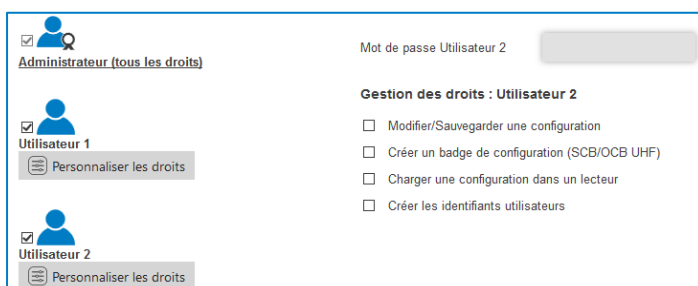 Administrateur (tous les droits)
Utilisateur 1
Personnaliser les droits
Utilisateur 2
Personnaliser les droits
Mot de passe Utilisateur 2
Gestion des droits : Utilisateur 2
Modifier/Sauvegarder une configuration
Créer un badge de configuration (SCB/OCB UHF)
Charger une configuration dans un lecteur
Créer les identifiants utilisateurs